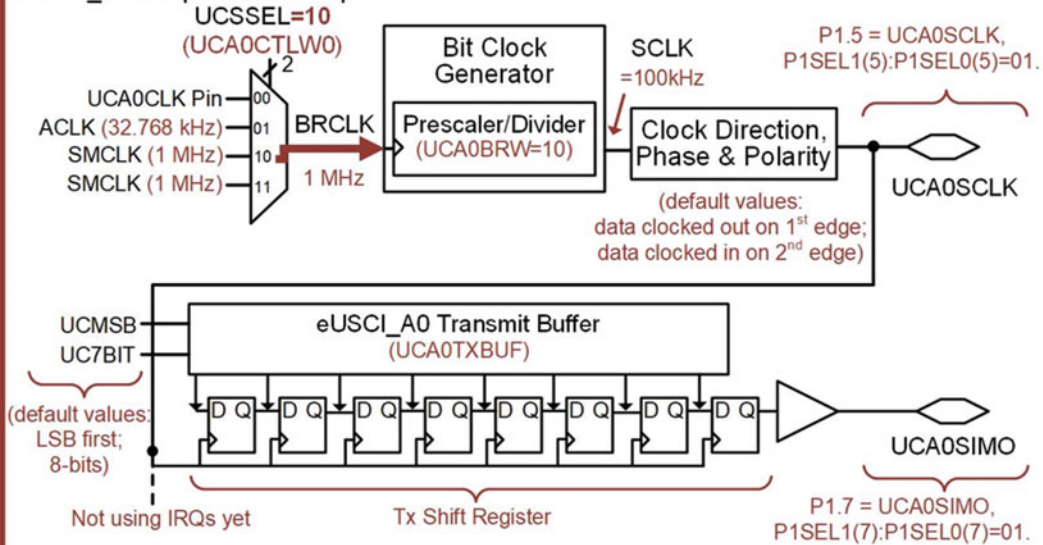 UCSSEL=10
(UCA0CTLW0)
2
UCA0CLK Pin
00
ACLK (32.768 kHz)
01
SMCLK (1 MHz)
10
SMCLK (1 MHz)
11
BRCLK
1 MHz
Bit Clock
Generator
Prescaler/Divider
(UCA0BRW=10)
SCLK
=100kHz
Clock Direction,
Phase & Polarity
(default values:
data clocked out on 1st edge;
data clocked in on 2nd edge)
P1.5 = UCA0SCLK,
P1SEL1(5):P1SEL0(5)=01.
UCA0SCLK
UCMSB
UC7BIT
(default values:
LSB first;
8-bits)
Not using IRQs yet
eUSCI_A0 Transmit Buffer
(UCA0TXBUF)
D Q D Q D Q D Q D Q D Q D Q D Q
Tx Shift Register
UCA0SIMO
P1.7 = UCA0SIMO,
P1SEL1(7):P1SEL0(7)=01.